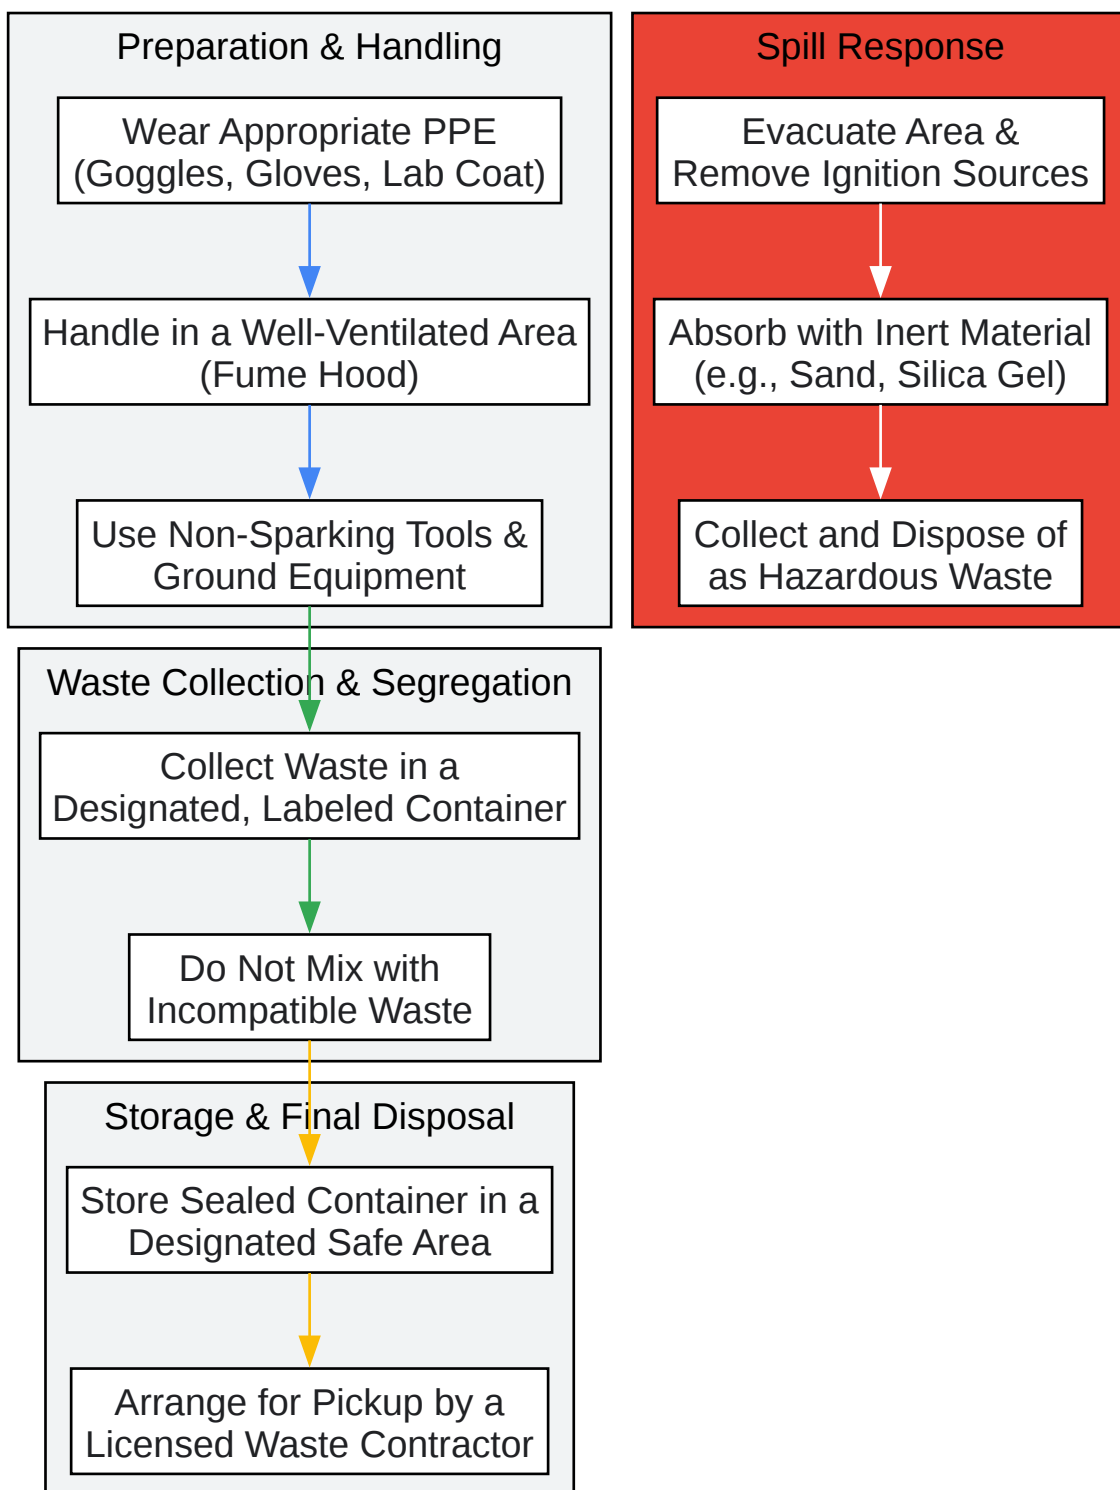 Preparation & Handling
Wear Appropriate PPE
(Goggles, Gloves, Lab Coat)
Handle in a Well-Ventilated Area
(Fume Hood)
Use Non-Sparking Tools &
Ground Equipment
Waste Collection & Segregation
Collect Waste in a
Designated, Labeled Container
Do Not Mix with
Incompatible Waste
Storage & Final Disposal
Store Sealed Container in a
Designated Safe Area
Arrange for Pickup by a
Licensed Waste Contractor
Spill Response
Evacuate Area &
Remove Ignition Sources
Absorb with Inert Material
(e.g., Sand, Silica Gel)
Collect and Dispose of
as Hazardous Waste